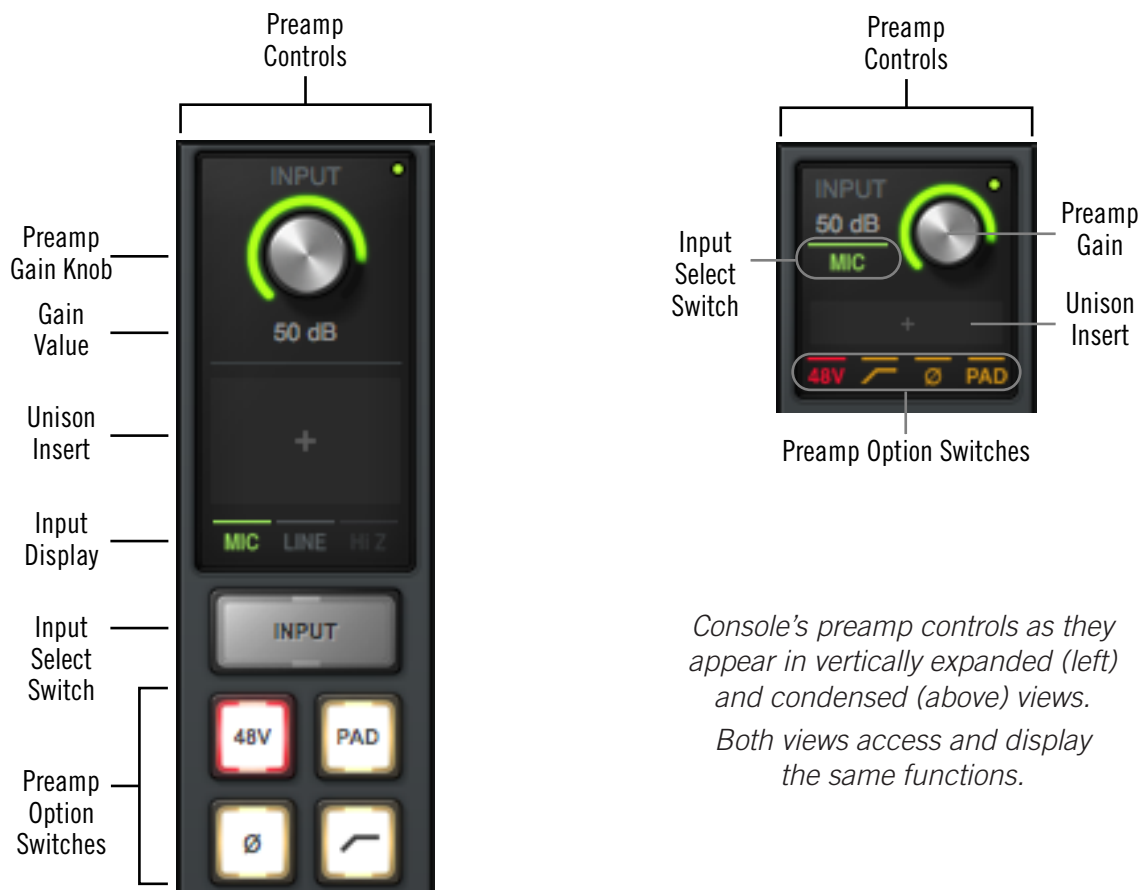 Preamp
Controls
Preamp
Gain Knob
Gain
Value
Unison
Insert
Input
Display
Input
Select
Switch
Preamp
Option
Switches
INPUT
50 dB
+
MIC LINE Hi Z
INPUT
48V PAD
Ø
Preamp
Controls
INPUT
50 dB
MIC
+
48V Ø PAD
Input
Select
Switch
Preamp
Gain
Unison
Insert
Preamp Option Switches
Console's preamp controls as they
appear in vertically expanded (left)
and condensed (above) views.
Both views access and display
the same functions.